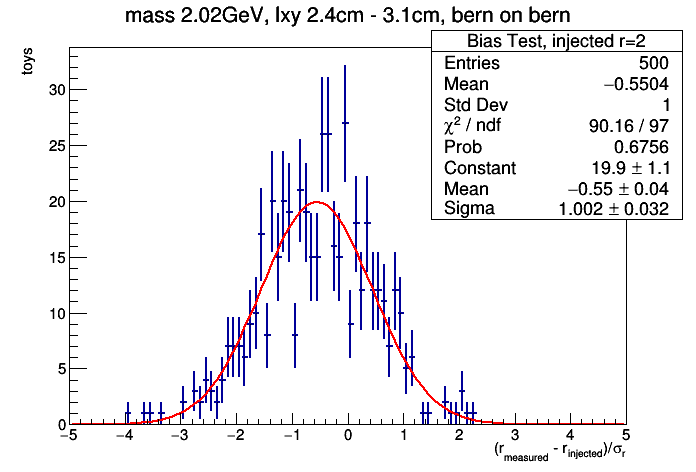 mass 2.02GeV, lxy 2.4cm - 3.1cm, bern on bern
Bias Test, injected r=2
Entries 500
Mean −0.5504
Std Dev 1
χ² / ndf 90.16 / 97
Prob 0.6756
Constant 19.9 ± 1.1
Mean −0.55 ± 0.04
Sigma 1.002 ± 0.032
toys
30
25
20
15
10
5
0
−5 −4 −3 −2 −1 0 1 2 3 4 5
(r_measured - r_injected)/σ_r